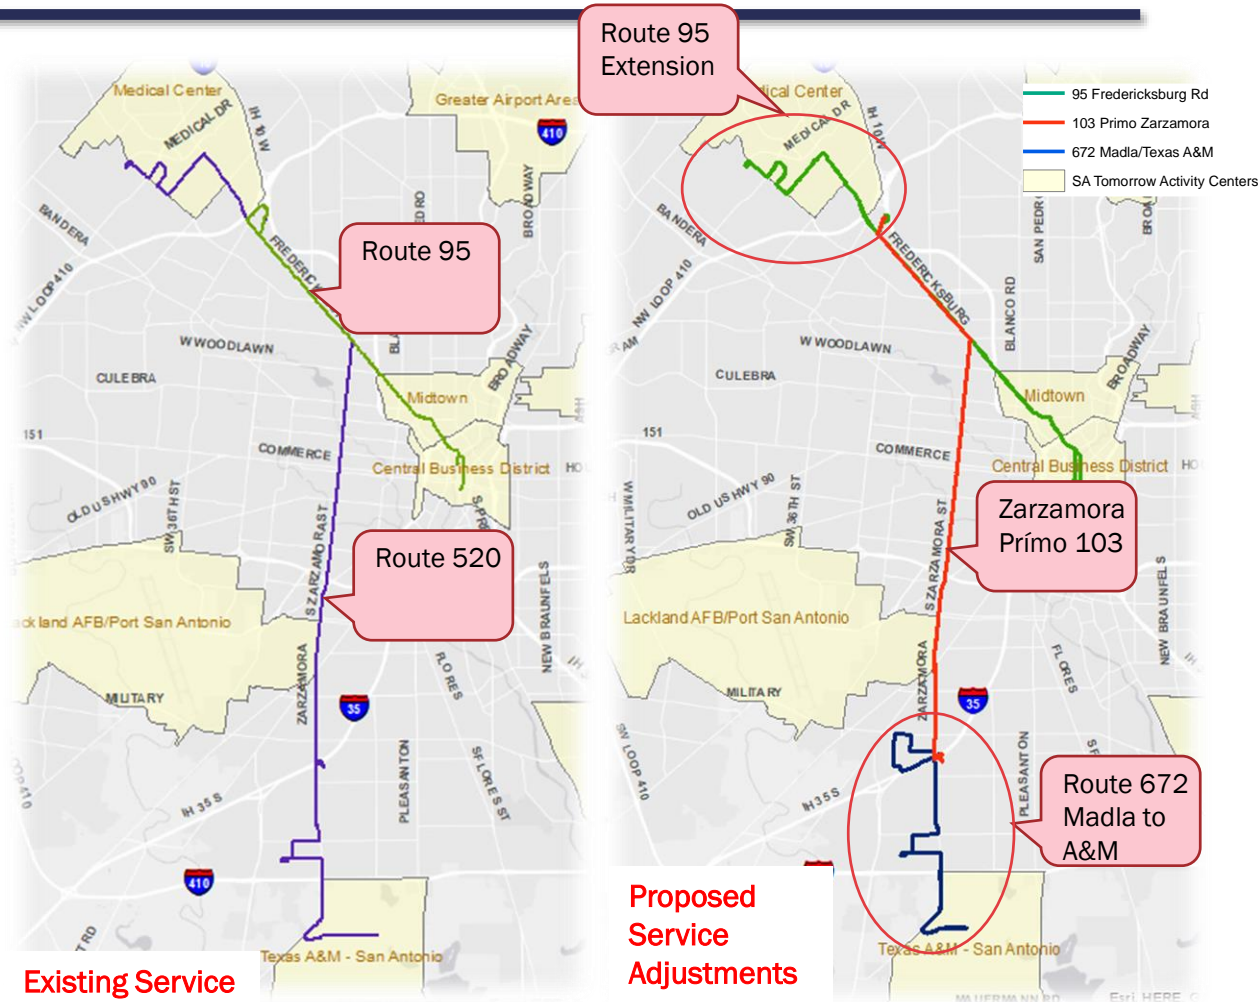 Route 95
Extension
Medical Center
MEDICAL DR
IH 10 W
Greater Airport Area
410
BROADWAY
BANDERA
NW LOOP 410
Route 95
W WOODLAWN
CULEBRA
BROADWAY
Midtown
151
COMMERCE
Central Business District
OLD US HWY 90
SW 36TH ST
S ZARZAMORA ST
Route 520
NEW BRAUNFELS
Lackland AFB/Port San Antonio
FLORES
MILITARY
ZARZAMORA
35
PLEASANTON
SF LORES ST
IH 35 S
410
Texas A&M - San Antonio
Existing Service
dical Center
MEDICAL DR
IH 10 W
95 Fredericksburg Rd
103 Primo Zarzamora
672 Madla/Texas A&M
SA Tomorrow Activity Centers
BANDERA
SAN PEDR
NW LOOP 410
FREDERICKSBURG
BLANCO RD
W WOODLAWN
CULEBRA
BROADWAY
Midtown
151
COMMERCE
Central Business District
W MILITARY DR
OLD US HWY 90
SW 36TH ST
S ZARZAMORA ST
Zarzamora
Prímo 103
NEW BRAUNFELS
Lackland AFB/Port San Antonio
FLORES
MILITARY
ZARZAMORA
35
SW LOOP 410
PLEASANTON
IH 35 S
Route 672
Madla to
A&M
Proposed
Service
Adjustments
Texas A&M - San Antonio
MAUERMANN RD
Esri, HERE, G